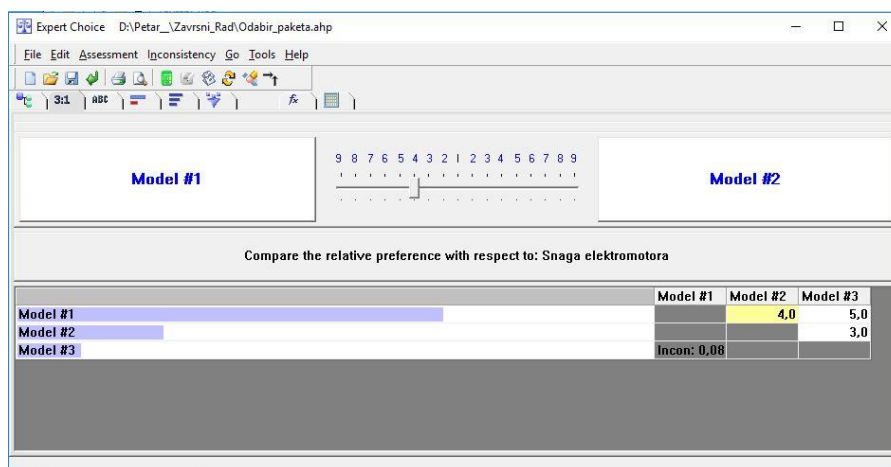 Expert Choice D:\Petar__\Zavrsni_Rad\Odabir_paketa.ahp
File Edit Assessment Inconsistency Go Tools Help
3:1 ABC fx
9 8 7 6 5 4 3 2 1 2 3 4 5 6 7 8 9
Model #1 Model #2
Compare the relative preference with respect to: Snaga elektromotora
Model #1 Model #2 Model #3
Model #1 4,0 5,0
Model #2 3,0
Model #3 Incon: 0,08